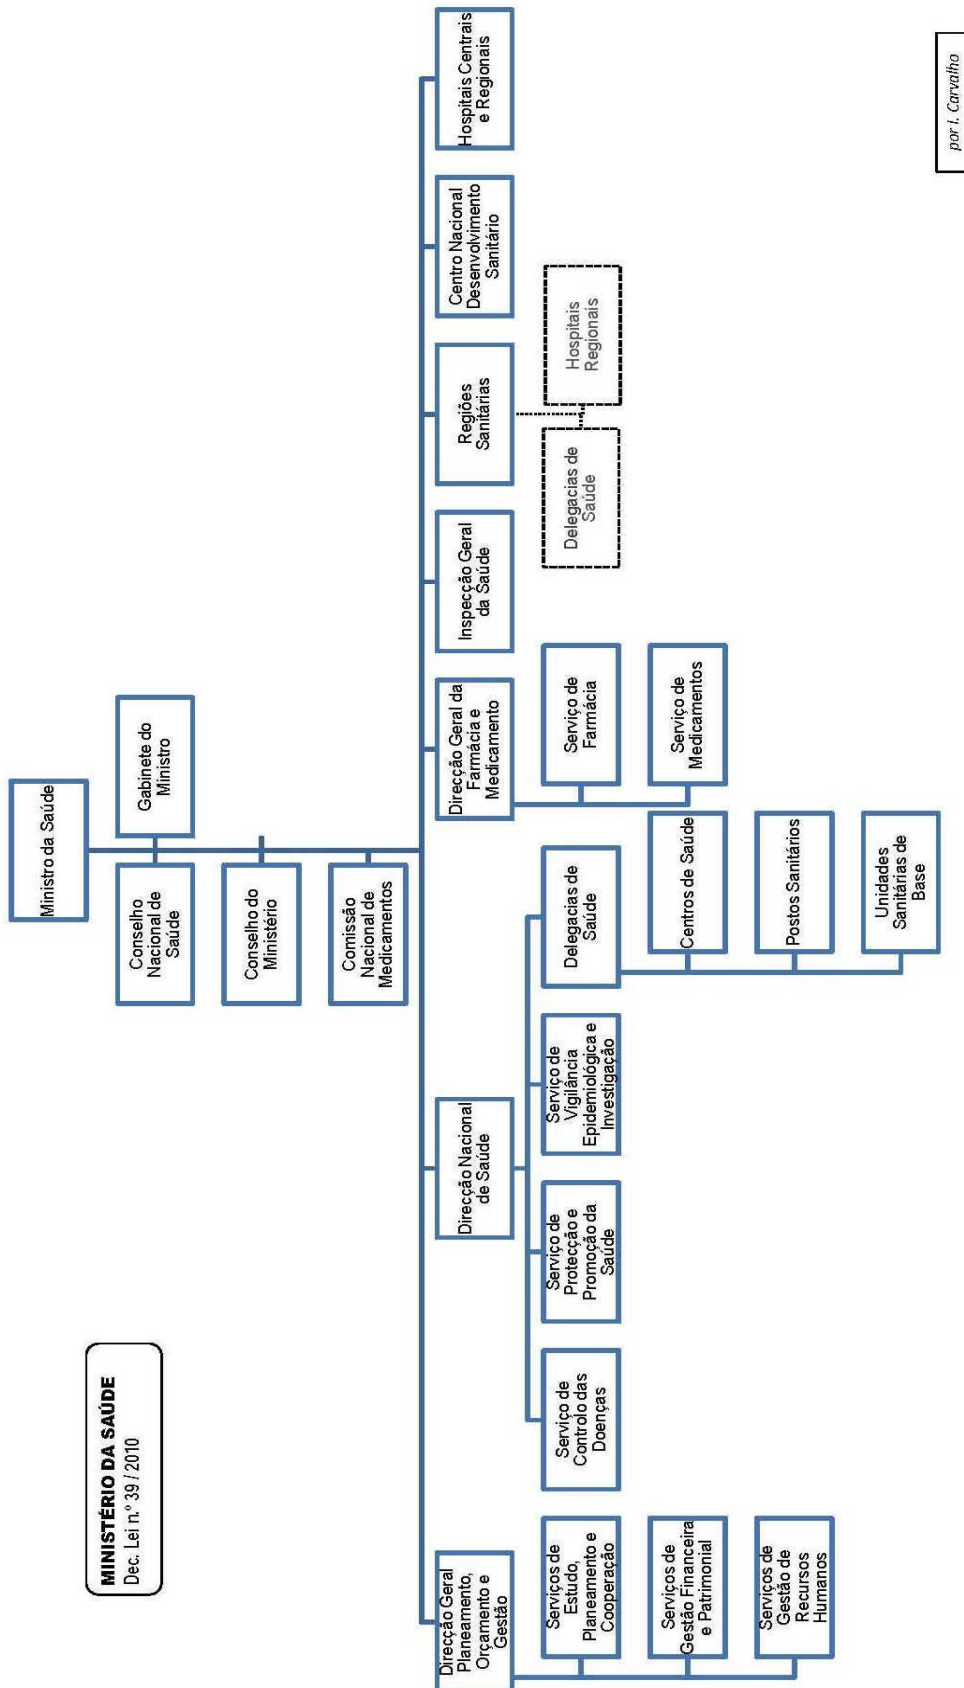 MINISTÉRIO DA SAÚDE
Dec. Lei n.º 39 / 2010
Ministro da Saúde
Conselho
Nacional de
Saúde
Gabinete do
Ministro
Conselho do
Ministério
Comissão
Nacional de
Medicamentos
Direcção Geral
Planeamento,
Orçamento e
Gestão
Serviços de
Estudo,
Planeamento e
Cooperação
Serviços de
Gestão Financeira
e Patrimonial
Serviços de
Gestão de
Recursos
Humanos
Direcção Nacional
de Saúde
Serviço de
Controlo das
Doenças
Serviço de
Protecção e
Promoção da
Saúde
Serviço de
Vigilância
Epidemiológica e
Investigação
Delegacias de
Saúde
Centros de Saúde
Postos Sanitários
Unidades
Sanitárias de
Base
Direcção Geral da
Farmácia e
Medicamento
Serviço de
Farmácia
Serviço de
Medicamentos
Inspecção Geral
da Saúde
Regiões
Sanitárias
Delegacias de
Saúde
Hospitais
Regionais
Centro Nacional
Desenvolvimento
Sanitário
Hospitais Centrais
e Regionais
por I. Carvalho